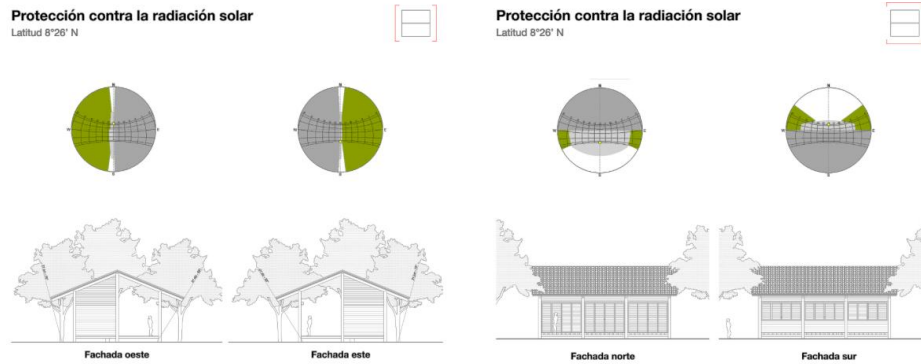 Protección contra la radiación solar
Latitud 8°26' N
Fachada oeste
Fachada este
Protección contra la radiación solar
Latitud 8°26' N
Fachada norte
Fachada sur